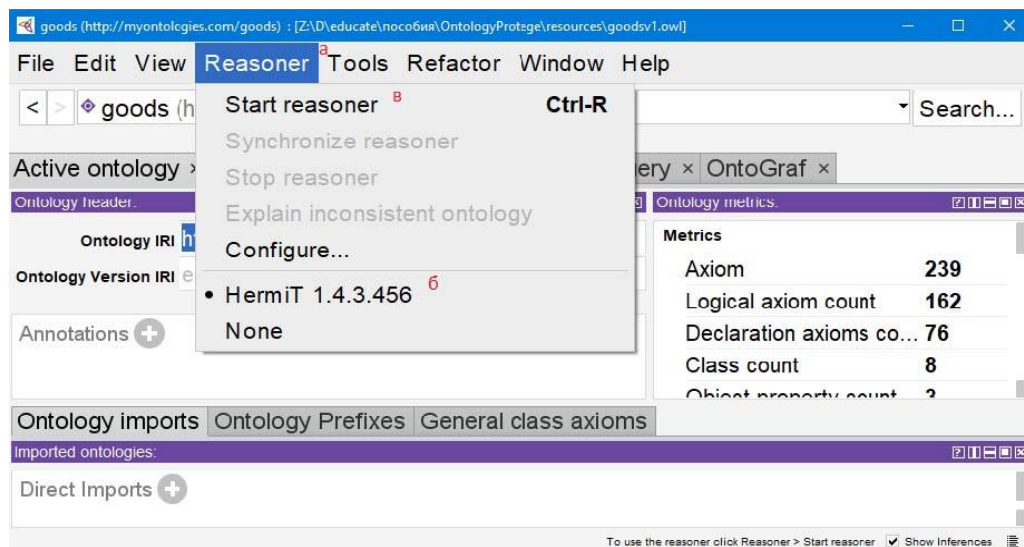 goods (http://myontologies.com/goods) : [Z:\D\educate\пособия\OntologyProtege\resources\goodsv1.owl]
File Edit View Reasoner а Tools Refactor Window Help
< > goods (h Search...
Start reasoner в Ctrl-R
Synchronize reasoner
Stop reasoner
Explain inconsistent ontology
Configure...
HermiT 1.4.3.456 б
None
Active ontology × ery × OntoGraf ×
Ontology header: Ontology metrics:
Ontology IRI h
Ontology Version IRI e
Annotations
Metrics
Axiom 239
Logical axiom count 162
Declaration axioms co... 76
Class count 8
Object property count 3
Ontology imports Ontology Prefixes General class axioms
Imported ontologies:
Direct Imports
To use the reasoner click Reasoner > Start reasoner Show Inferences